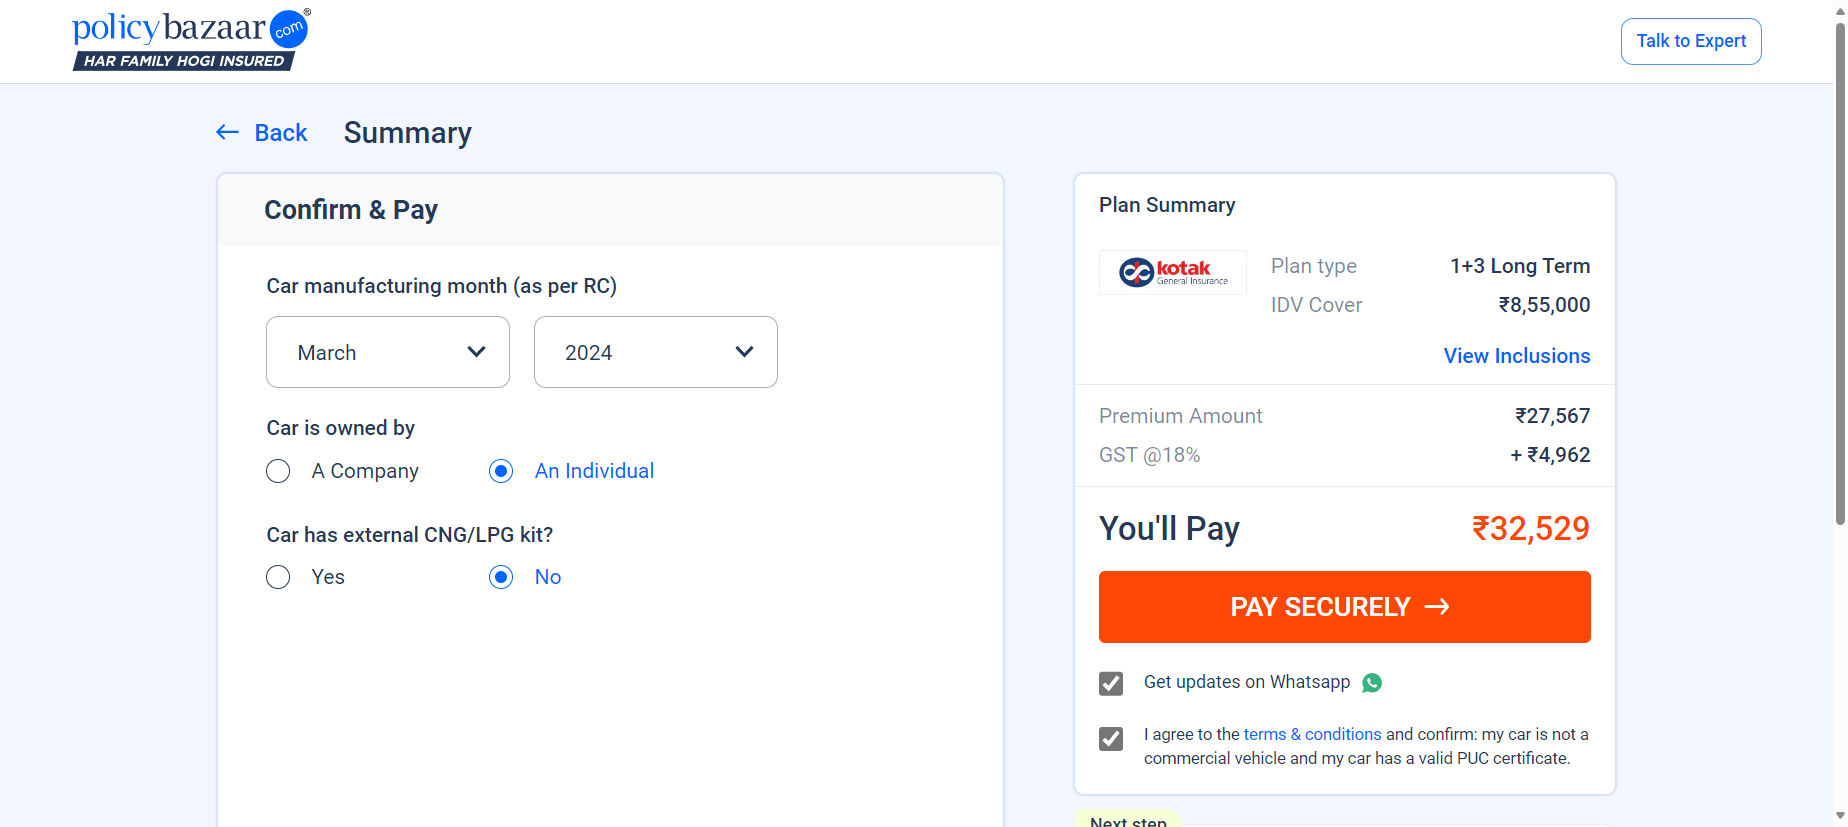 policybazaar.com®
HAR FAMILY HOGI INSURED
Talk to Expert
← Back Summary
Confirm & Pay
Car manufacturing month (as per RC)
March 2024
Car is owned by
A Company An Individual
Car has external CNG/LPG kit?
Yes No
Plan Summary
kotak
General Insurance
Plan type 1+3 Long Term
IDV Cover ₹8,55,000
View Inclusions
Premium Amount ₹27,567
GST @18% + ₹4,962
You'll Pay ₹32,529
PAY SECURELY →
Get updates on Whatsapp
I agree to the terms & conditions and confirm: my car is not a
commercial vehicle and my car has a valid PUC certificate.
Next step